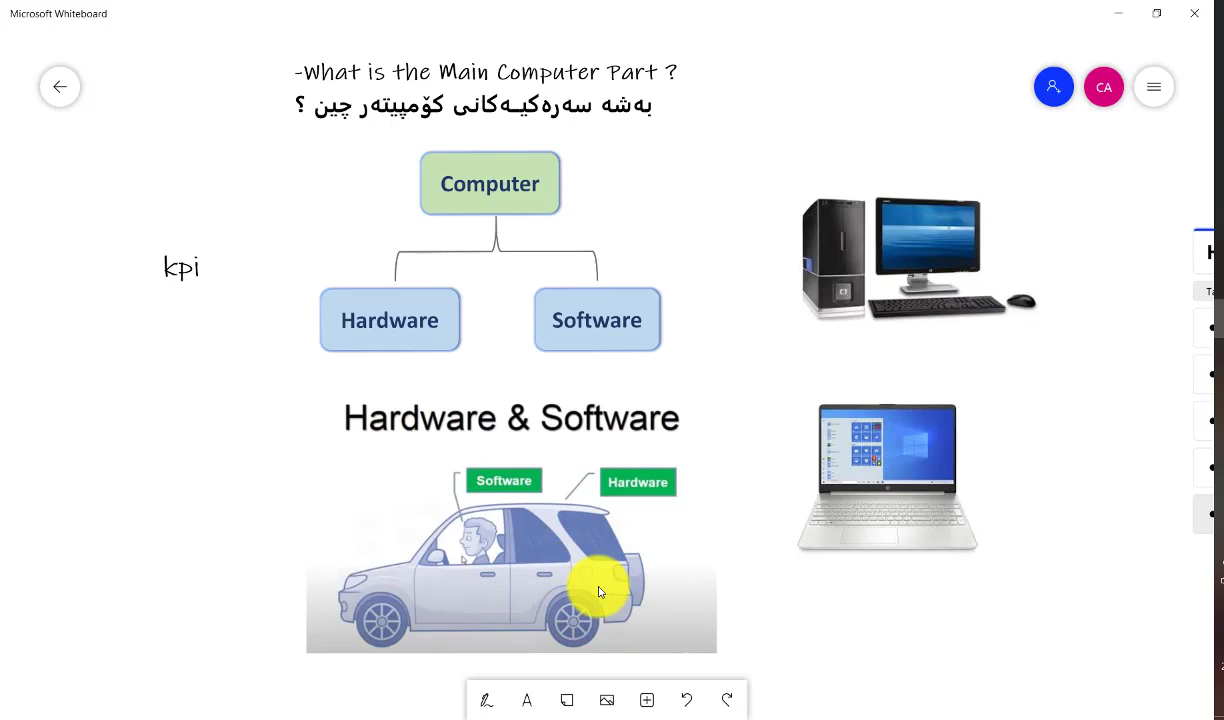 Microsoft Whiteboard
-What is the Main Computer Part ?
بەشە سەرەکیـەکانی کۆمپیتەر چین ؟
CA
Computer
kpi
Hardware
Software
Hardware & Software
Software
Hardware